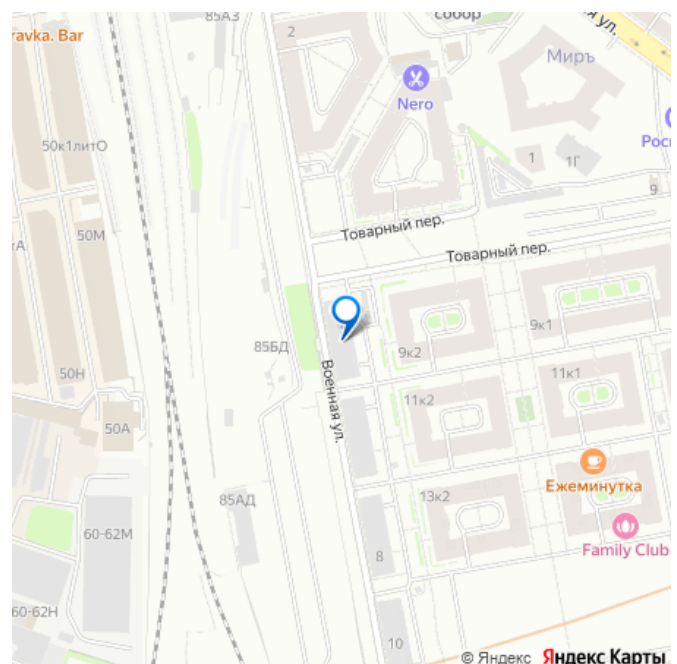 85АЗ
собор
ravka. Bar
я ул.
2
Миръ
Nero
Рос
50к1литО
1
1Г
9
Товарный пер.
50М
Товарный пер.
9к1
85БД
9к2
50Н
11к1
Военная ул.
11к2
50А
Ежеминутка
85АД
13к2
60-62М
Family Club
8
60-62Н
10
© Яндекс Яндекс Карты